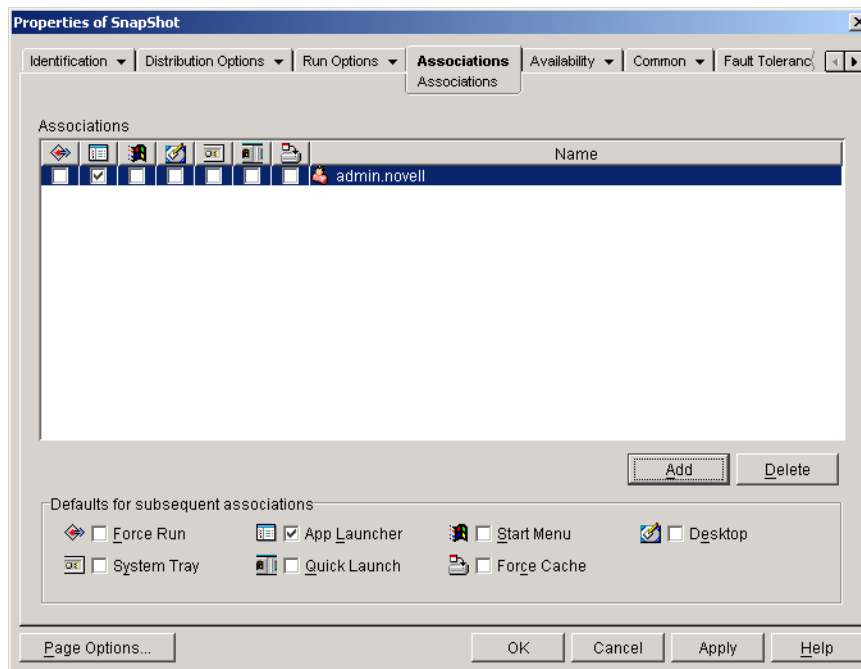 Properties of SnapShot
Identification Distribution Options Run Options Associations Availability Common Fault Toleranc
Associations
Associations
Name
admin.novell
Add Delete
Defaults for subsequent associations
Force Run App Launcher Start Menu Desktop
System Tray Quick Launch Force Cache
Page Options... OK Cancel Apply Help